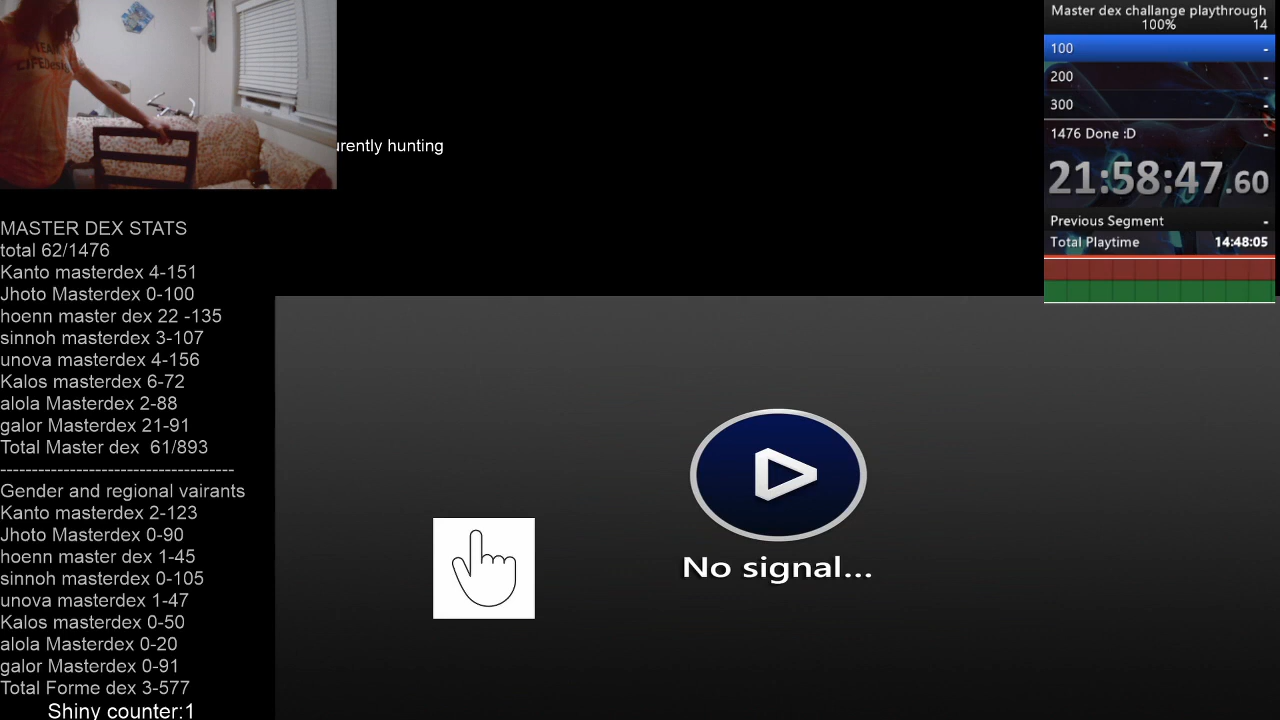 Master dex challange playthrough
100% 14
100 -
200 -
300 -
1476 Done :D -
21:58:47.60
Previous Segment -
Total Playtime 14:48:05
urently hunting
MASTER DEX STATS
total 62/1476
Kanto masterdex 4-151
Jhoto Masterdex 0-100
hoenn master dex 22 -135
sinnoh masterdex 3-107
unova masterdex 4-156
Kalos masterdex 6-72
alola Masterdex 2-88
galor Masterdex 21-91
Total Master dex  61/893
------------------------------------
Gender and regional vairants
Kanto masterdex 2-123
Jhoto Masterdex 0-90
hoenn master dex 1-45
sinnoh masterdex 0-105
unova masterdex 1-47
Kalos masterdex 0-50
alola Masterdex 0-20
galor Masterdex 0-91
Total Forme dex 3-577
Shiny counter:1
No signal...